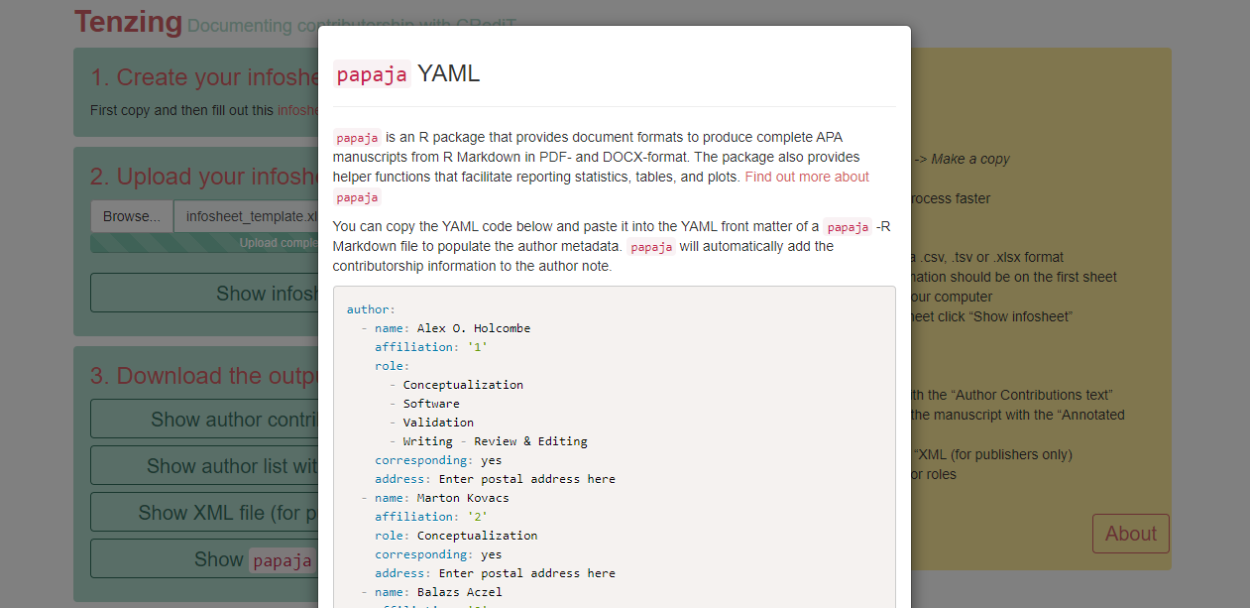 Tenzing Documenting contributorship with CRediT
1. Create your infoshe
First copy and then fill out this infoshe
2. Upload your infosh
Browse... infosheet_template.xl
Upload comple
Show infosh
3. Download the outp
Show author contri
Show author list wit
Show XML file (for p
Show papaja
papaja YAML
papaja is an R package that provides document formats to produce complete APA
manuscripts from R Markdown in PDF- and DOCX-format. The package also provides
helper functions that facilitate reporting statistics, tables, and plots. Find out more about
papaja
You can copy the YAML code below and paste it into the YAML front matter of a papaja -R
Markdown file to populate the author metadata. papaja will automatically add the
contributorship information to the author note.
author:
- name: Alex O. Holcombe
affiliation: '1'
role:
- Conceptualization
- Software
- Validation
- Writing - Review & Editing
corresponding: yes
address: Enter postal address here
- name: Marton Kovacs
affiliation: '2'
role: Conceptualization
corresponding: yes
address: Enter postal address here
- name: Balazs Aczel
-> Make a copy
rocess faster
a .csv, .tsv or .xlsx format
nation should be on the first sheet
our computer
heet click “Show infosheet”
ith the “Author Contributions text”
the manuscript with the “Annotated
“XML (for publishers only)
or roles
About